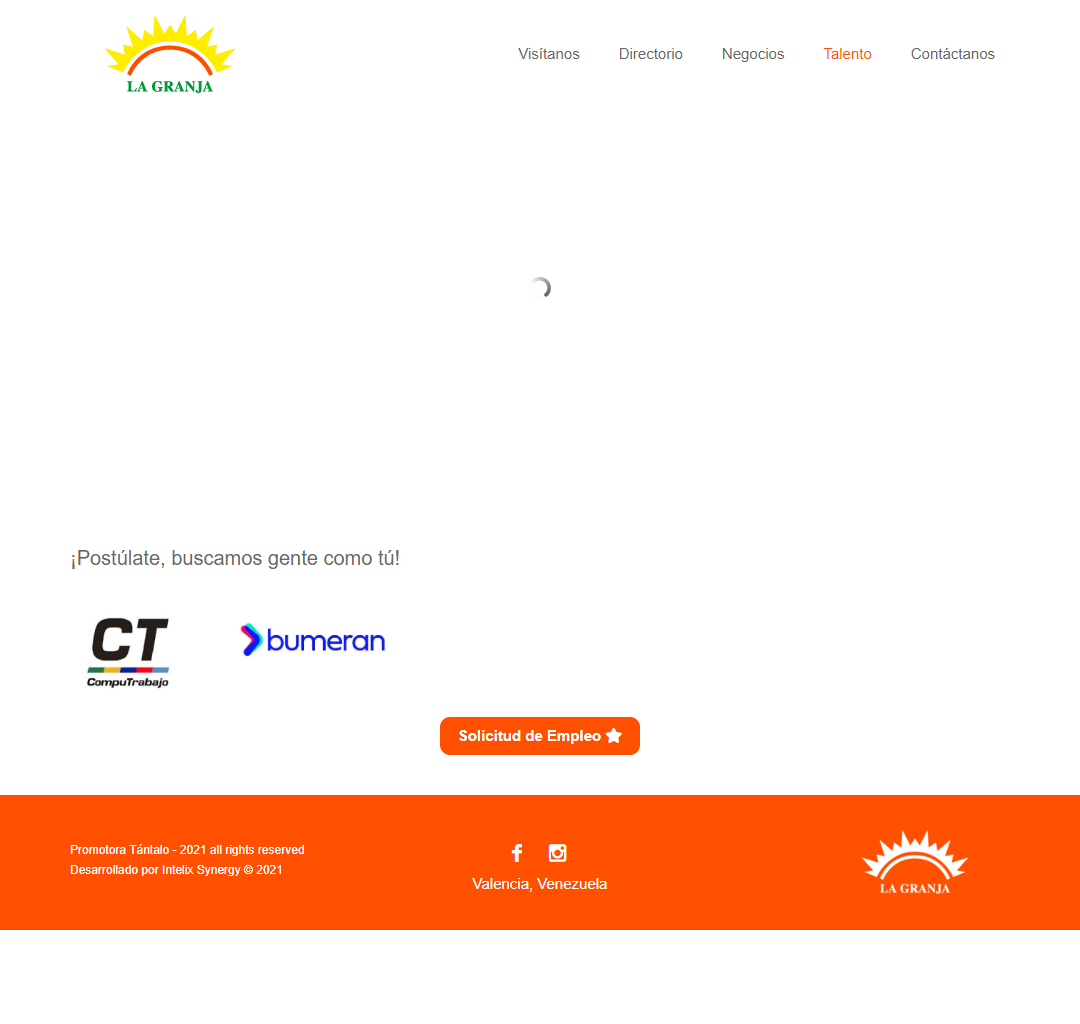 LA GRANJA
Visítanos
Directorio
Negocios
Talento
Contáctanos
¡Postúlate, buscamos gente como tú!
CT
CompuTrabajo
bumeran
Solicitud de Empleo
Promotora Tántalo - 2021 all rights reserved
Desarrollado por Intelix Synergy © 2021
Valencia, Venezuela
LA GRANJA